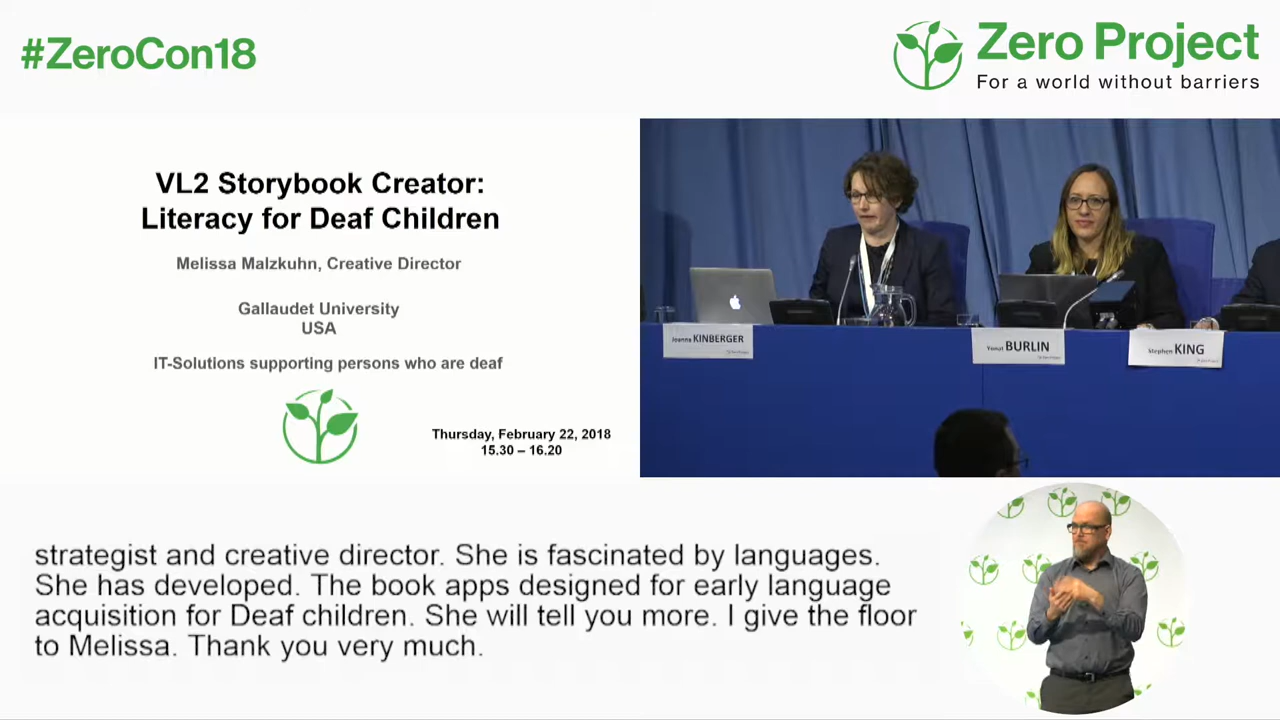 #ZeroCon18
Zero Project
For a world without barriers
VL2 Storybook Creator:
Literacy for Deaf Children
Melissa Malzkuhn, Creative Director
Gallaudet University
USA
IT-Solutions supporting persons who are deaf
Thursday, February 22, 2018
15.30 – 16.20
KINBERGER
BURLIN
Stephen KING
strategist and creative director. She is fascinated by languages.
She has developed. The book apps designed for early language
acquisition for Deaf children. She will tell you more. I give the floor
to Melissa. Thank you very much.